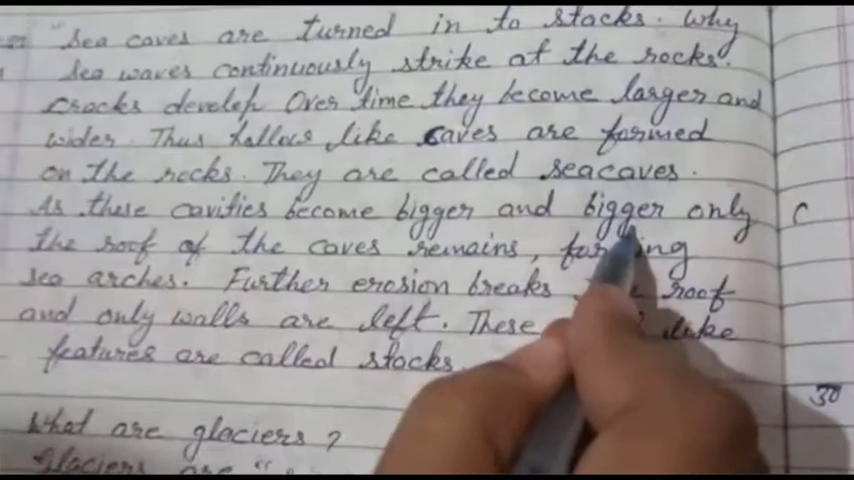 "Sea caves are turned in to stacks. Why
Sea waves continuously strike at the rocks.
cracks develop Over time they become larger and
wider. Thus hallows like caves are formed
on the rocks. They are called seacaves.
As these cavities become bigger and bigger only
the roof of the caves remains,
sea arches. Further erosion breaks roof
and only walls are left. These like
features are called stacks.
What are glaciers?
Glaciers are "
30